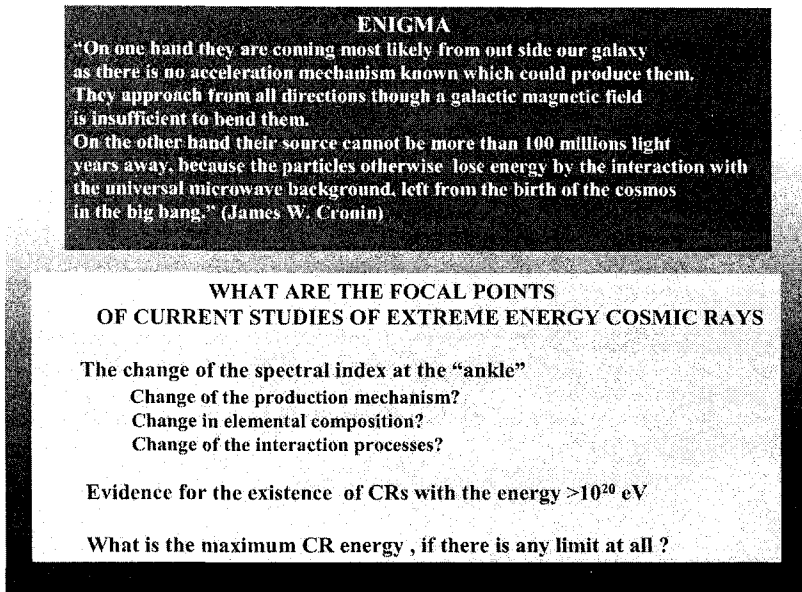 ENIGMA
“On one hand they are coming most likely from out side our galaxy
as there is no acceleration mechanism known which could produce them.
They approach from all directions though a galactic magnetic field
is insufficient to bend them.
On the other hand their source cannot be more than 100 millions light
years away, because the particles otherwise lose energy by the interaction with
the universal microwave background, left from the birth of the cosmos
in the big bang.” (James W. Cronin)
WHAT ARE THE FOCAL POINTS
OF CURRENT STUDIES OF EXTREME ENERGY COSMIC RAYS
The change of the spectral index at the “ankle”
Change of the production mechanism?
Change in elemental composition?
Change of the interaction processes?
Evidence for the existence of CRs with the energy >10²⁰ eV
What is the maximum CR energy , if there is any limit at all ?